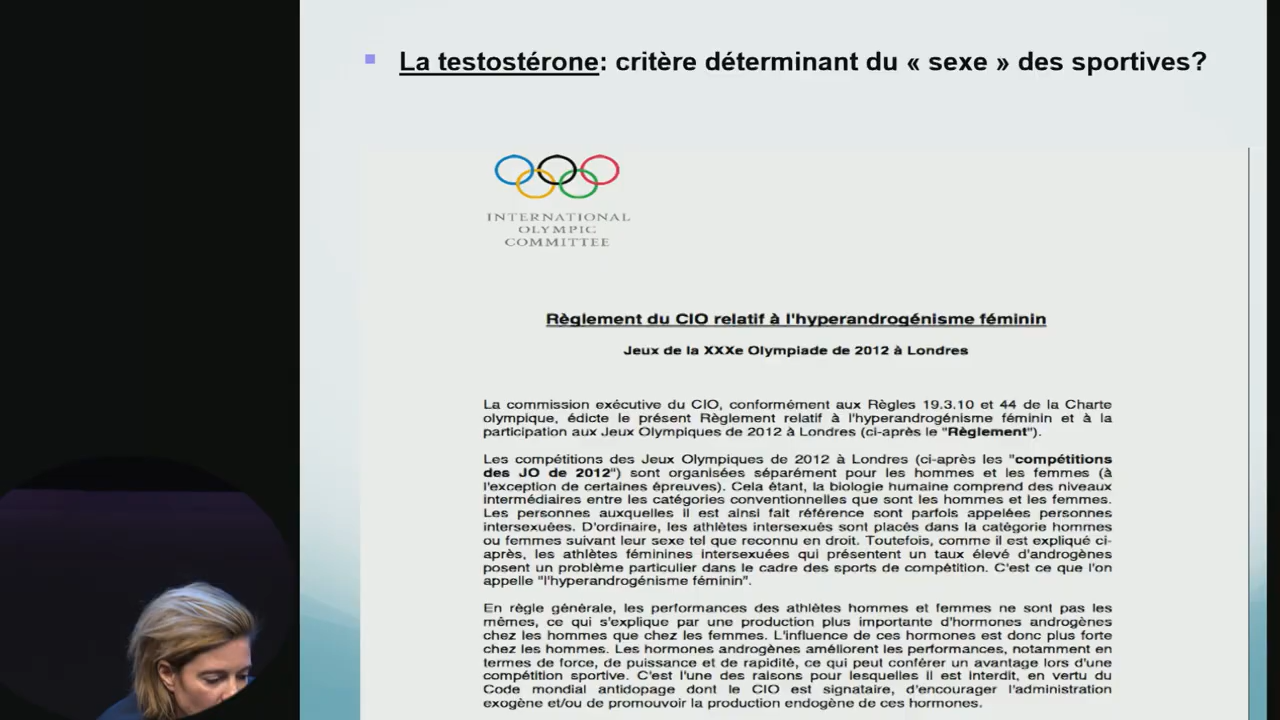 La testostérone: critère déterminant du « sexe » des sportives?
INTERNATIONAL
OLYMPIC
COMMITTEE
Règlement du CIO relatif à l'hyperandrogénisme féminin
Jeux de la XXXe Olympiade de 2012 à Londres
La commission exécutive du CIO, conformément aux Règles 19.3.10 et 44 de la Charte
olympique, édicte le présent Règlement relatif à l'hyperandrogénisme féminin et à la
participation aux Jeux Olympiques de 2012 à Londres (ci-après le "Règlement").
Les compétitions des Jeux Olympiques de 2012 à Londres (ci-après les "compétitions
des JO de 2012") sont organisées séparément pour les hommes et les femmes (à
l'exception de certaines épreuves). Cela étant, la biologie humaine comprend des niveaux
intermédiaires entre les catégories conventionnelles que sont les hommes et les femmes.
Les personnes auxquelles il est ainsi fait référence sont parfois appelées personnes
intersexuées. D'ordinaire, les athlètes intersexués sont placés dans la catégorie hommes
ou femmes suivant leur sexe tel que reconnu en droit. Toutefois, comme il est expliqué ci-
après, les athlètes féminines intersexuées qui présentent un taux élevé d'androgènes
posent un problème particulier dans le cadre des sports de compétition. C'est ce que l'on
appelle "l'hyperandrogénisme féminin".
En règle générale, les performances des athlètes hommes et femmes ne sont pas les
mêmes, ce qui s'explique par une production plus importante d'hormones androgènes
chez les hommes que chez les femmes. L'influence de ces hormones est donc plus forte
chez les hommes. Les hormones androgènes améliorent les performances, notamment en
termes de force, de puissance et de rapidité, ce qui peut conférer un avantage lors d'une
compétition sportive. C'est l'une des raisons pour lesquelles il est interdit, en vertu du
Code mondial antidopage dont le CIO est signataire, d'encourager l'administration
exogène et/ou de promouvoir la production endogène de ces hormones.